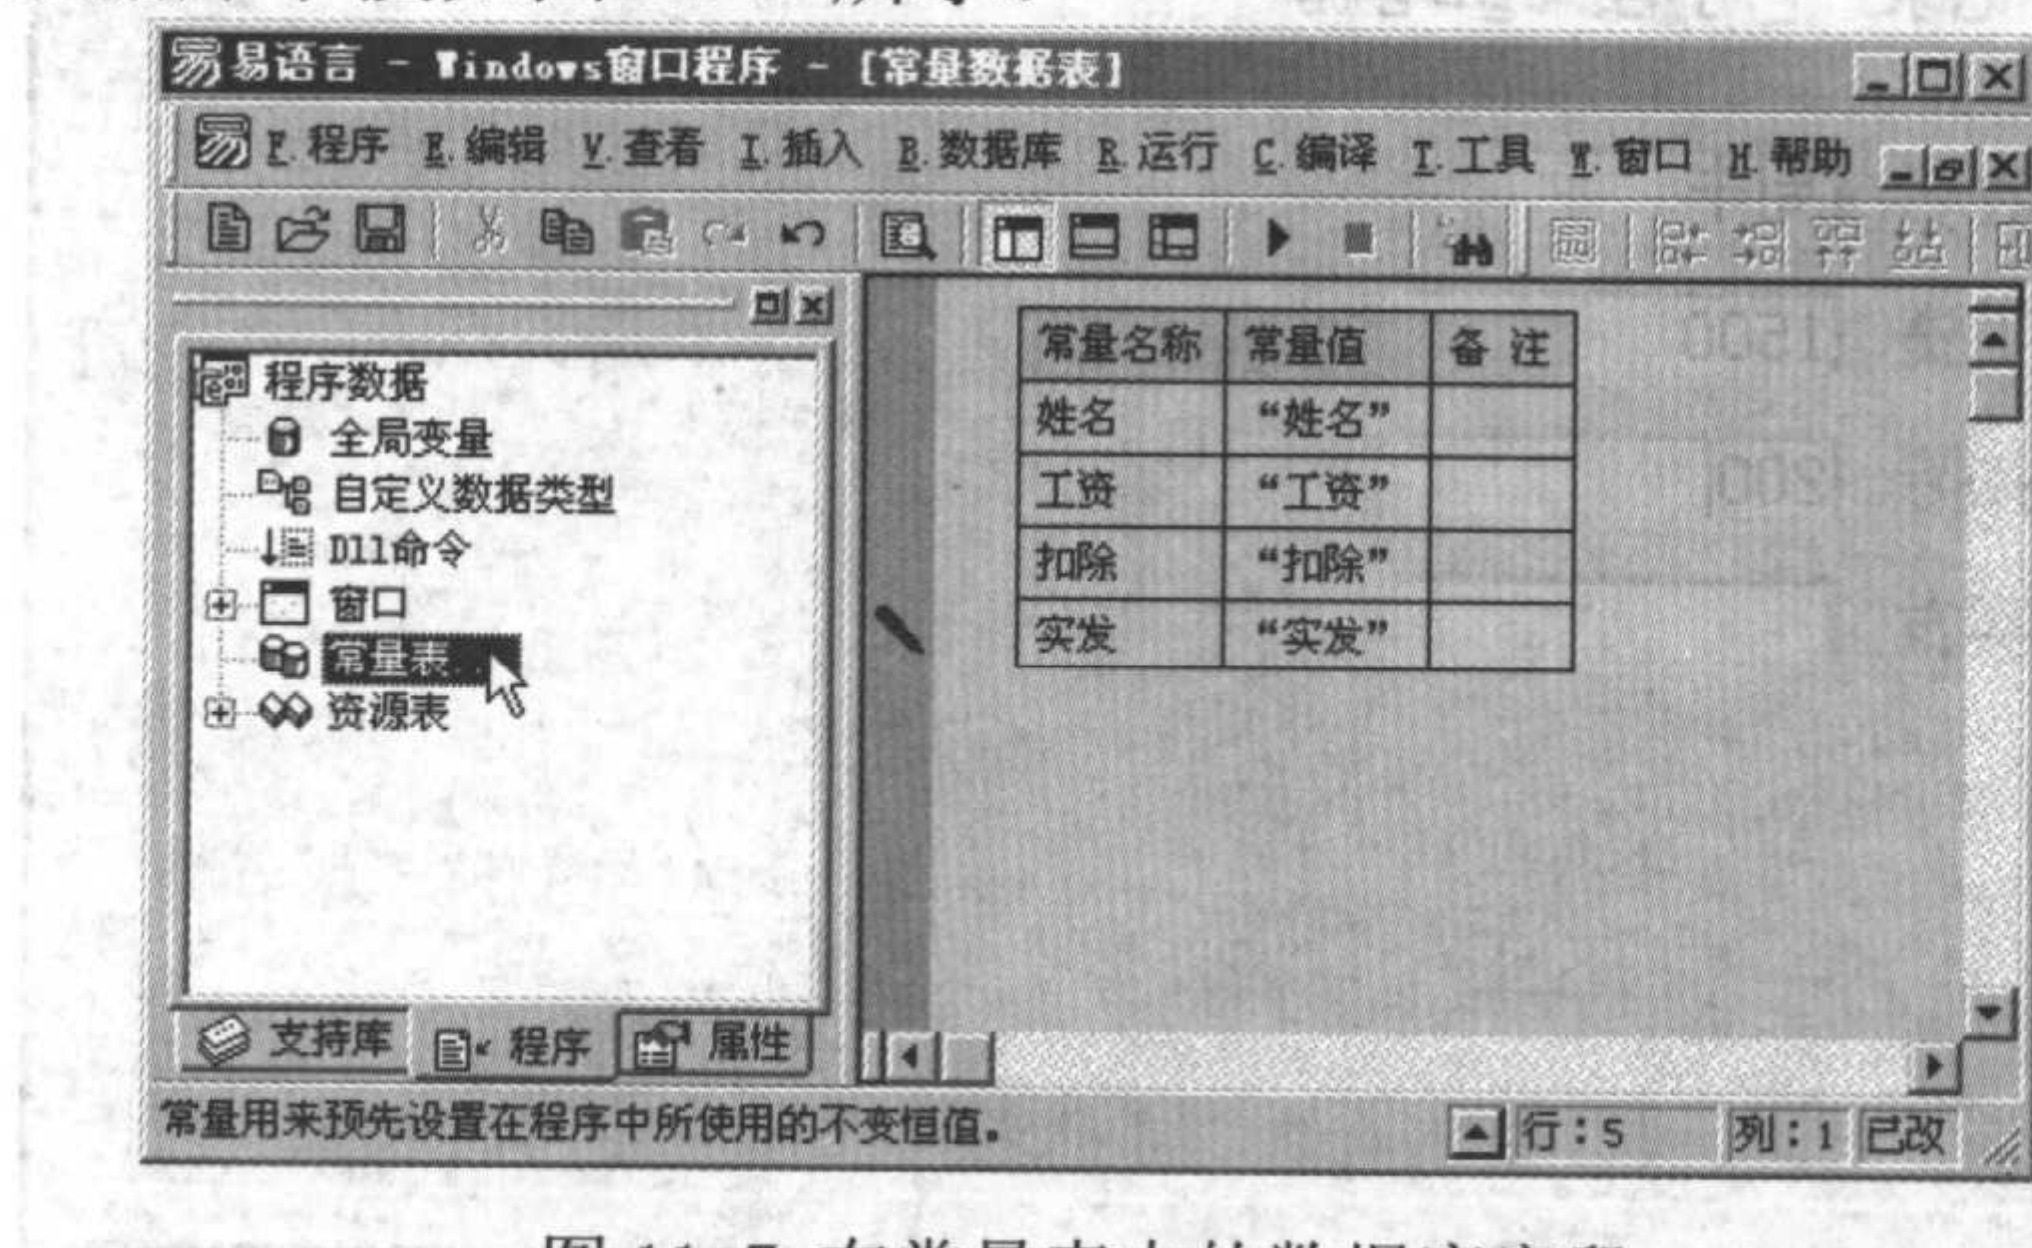 易语言 - Windows窗口程序 - [常量数据表]
F.程序 E.编辑 V.查看 I.插入 B.数据库 R.运行 C.编译 T.工具 W.窗口 H.帮助
程序数据
全局变量
自定义数据类型
Dll命令
窗口
常量表...
资源表
支持库 程序 属性
常量名称 常量值 备 注
姓名 “姓名”
工资 “工资”
扣除 “扣除”
实发 “实发”
常量用来预先设置在程序中所使用的不变恒值。
行:5 列:1 已改